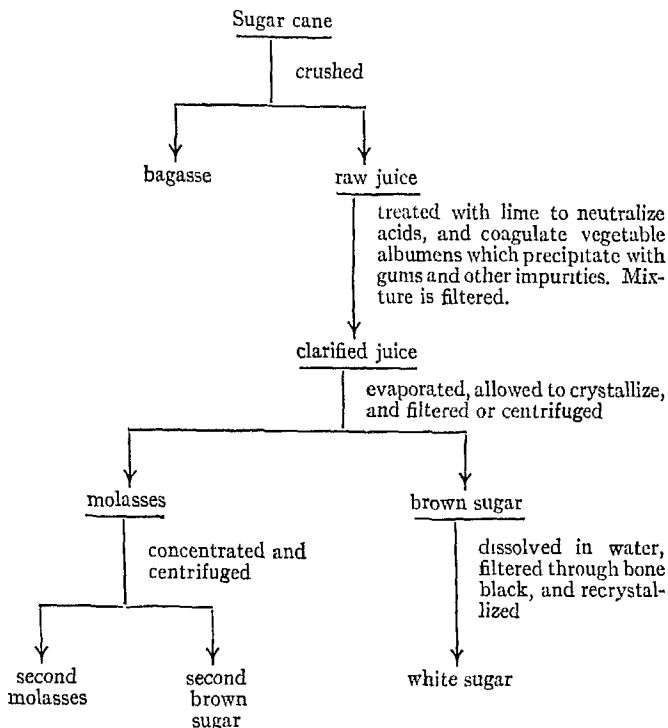 Sugar cane
crushed
bagasse
raw juice
treated with lime to neutralize
acids, and coagulate vegetable
albumens which precipitate with
gums and other impurities. Mix-
ture is filtered.
clarified juice
evaporated, allowed to crystallize,
and filtered or centrifuged
molasses
brown sugar
concentrated and
centrifuged
dissolved in water,
filtered through bone
black, and recrystal-
lized
second
molasses
second
brown
sugar
white sugar